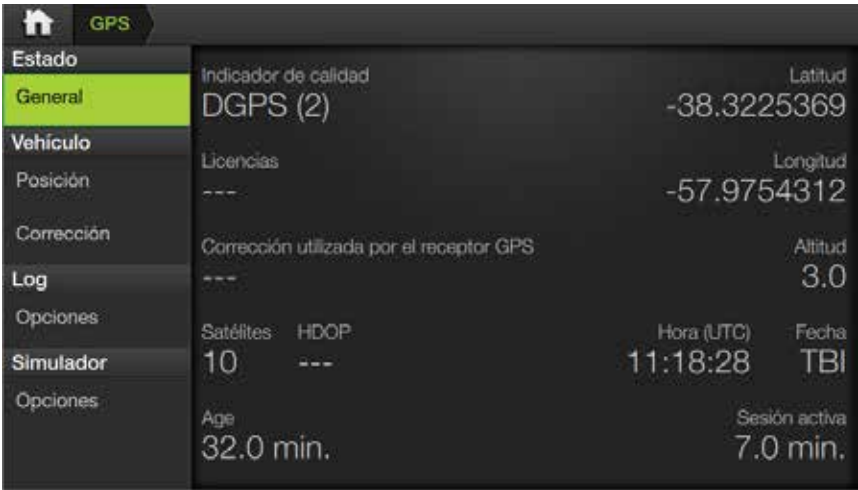 GPS
Estado
General
Vehículo
Posición
Corrección
Log
Opciones
Simulador
Opciones
Indicador de calidad
DGPS (2)
Latitud
-38.3225369
Licencias
---
Longitud
-57.9754312
Corrección utilizada por el receptor GPS
---
Altitud
3.0
Satélites HDOP Hora (UTC) Fecha
10 --- 11:18:28 TBI
Age
32.0 min.
Sesión activa
7.0 min.